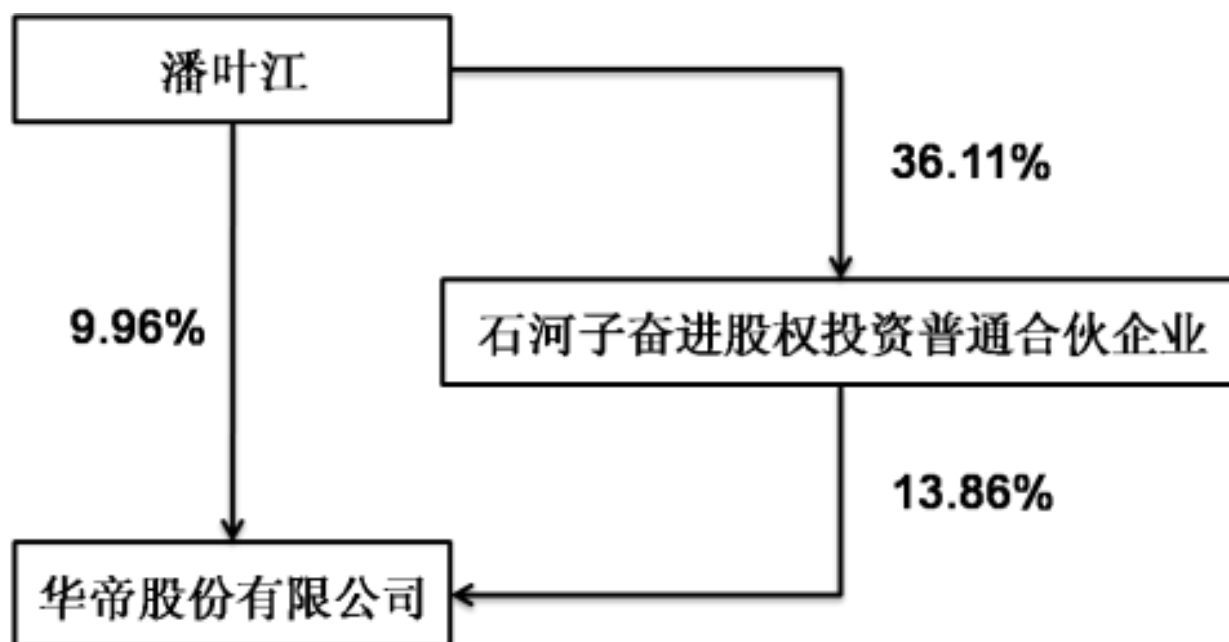 潘叶江
36.11%
9.96%
石河子奋进股权投资普通合伙企业
13.86%
华帝股份有限公司